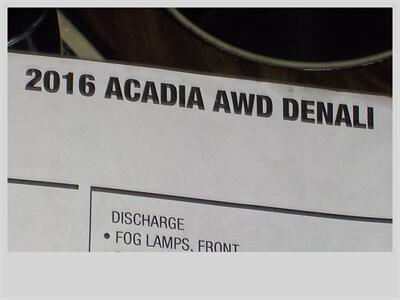 2016 ACADIA AWD DENALI
DISCHARGE
• FOG LAMPS, FRONT